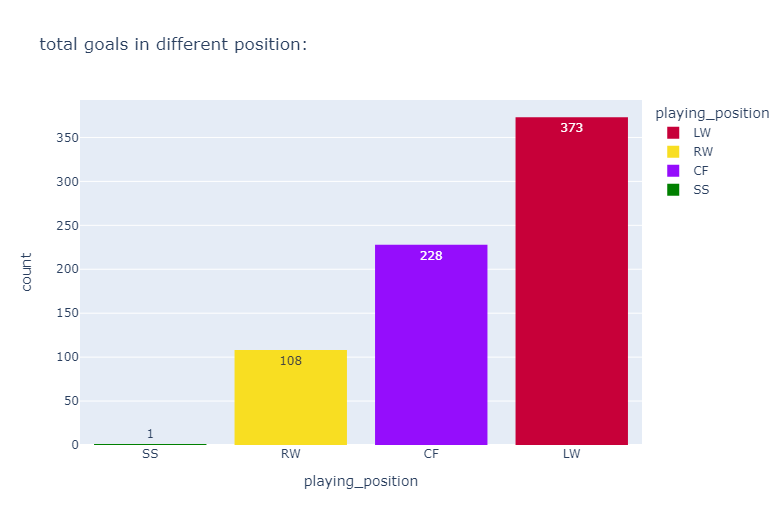 total goals in different position:
count
350
300
250
200
150
100
50
0
1
108
228
373
SS
RW
CF
LW
playing_position
playing_position
LW
RW
CF
SS